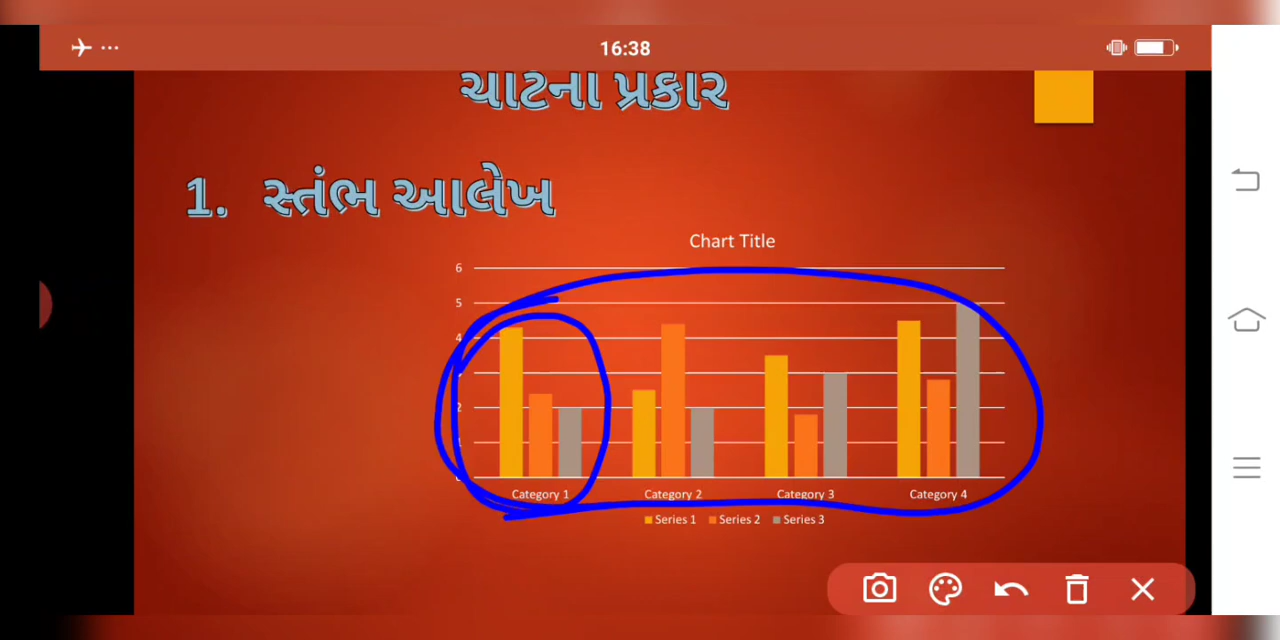 16:38
ચાર્ટના પ્રકાર
1. સ્તંભ આલેખ
Chart Title
6
5
4
2
1
Category 1 Category 2 Category 3 Category 4
Series 1 Series 2 Series 3